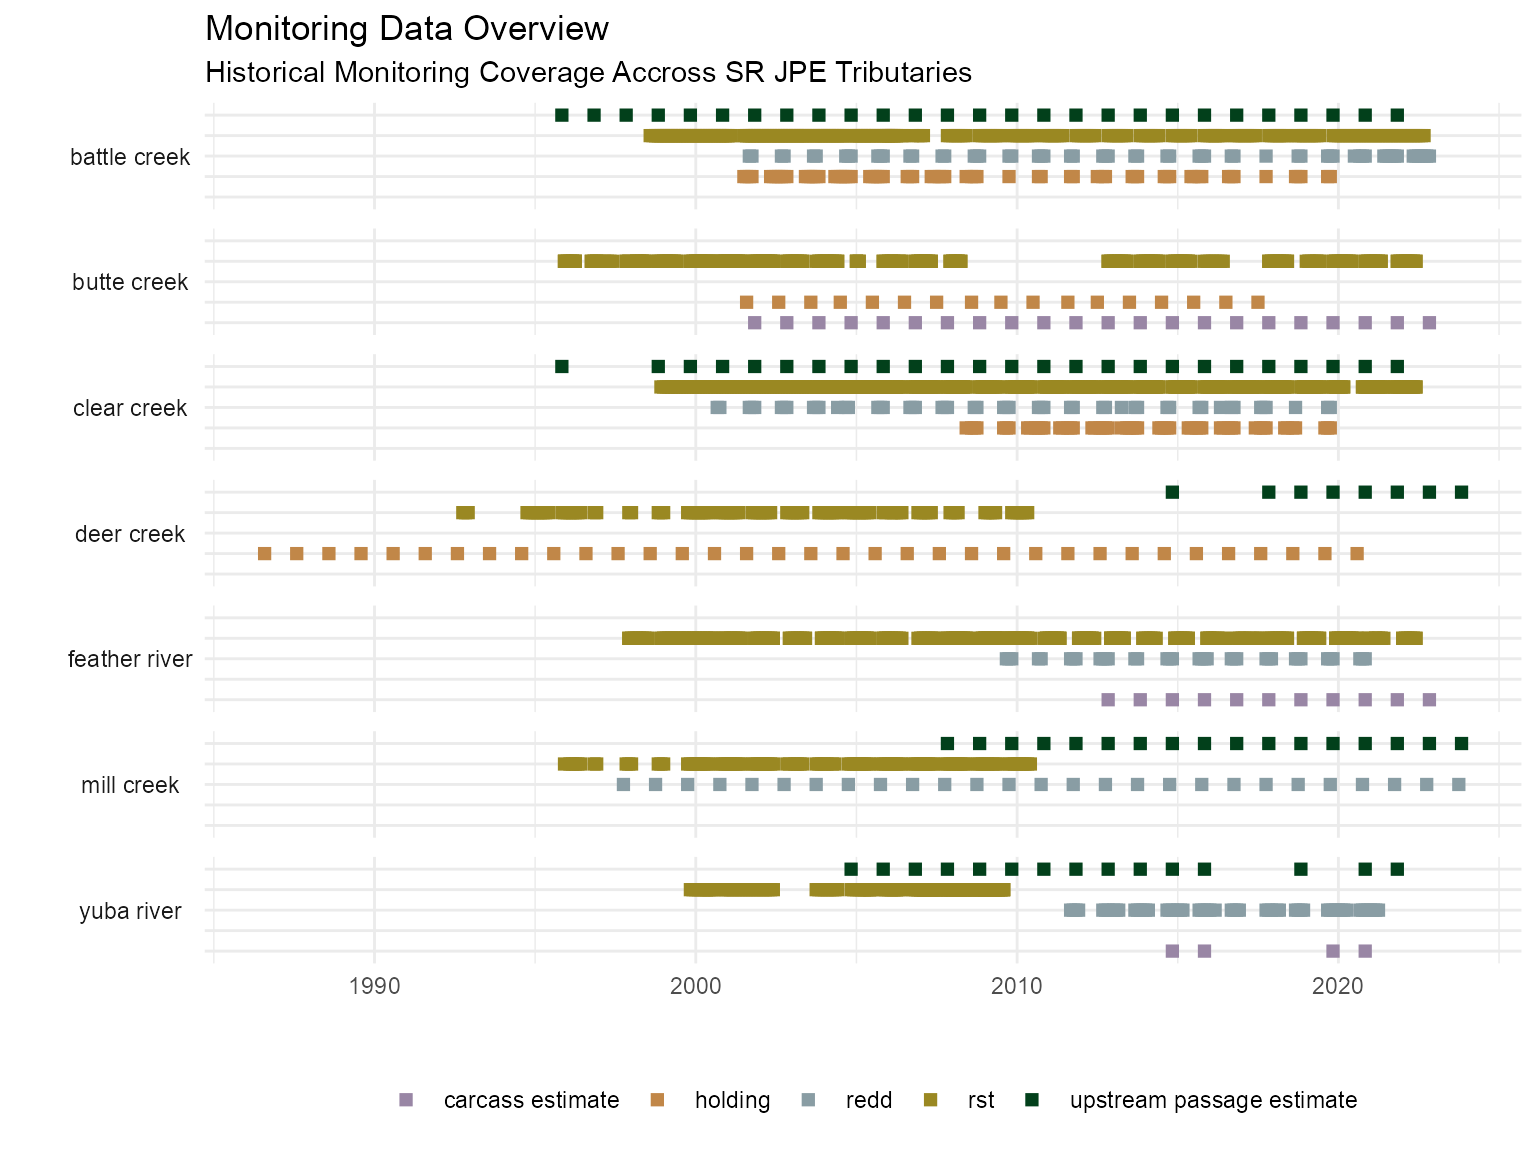 Monitoring Data Overview
Historical Monitoring Coverage Accross SR JPE Tributaries
battle creek
butte creek
clear creek
deer creek
feather river
mill creek
yuba river
1990 2000 2010 2020
carcass estimate holding redd rst upstream passage estimate